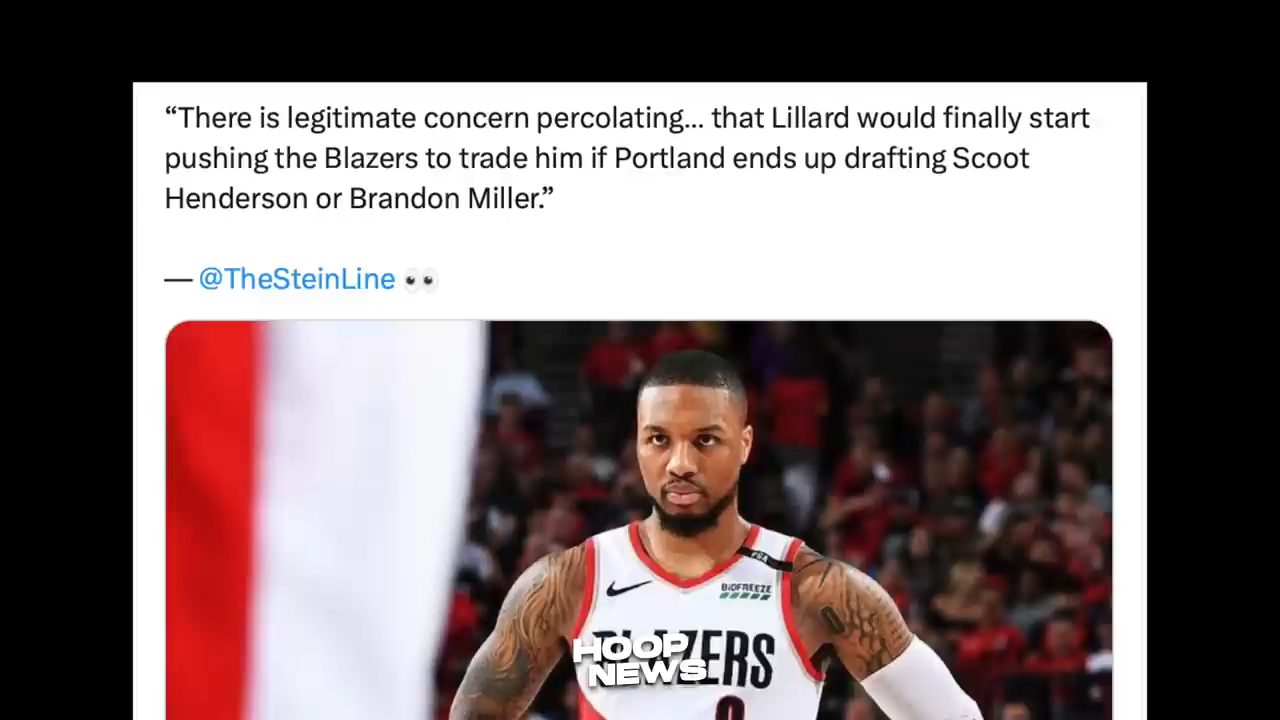 “There is legitimate concern percolating... that Lillard would finally start
pushing the Blazers to trade him if Portland ends up drafting Scoot
Henderson or Brandon Miller.”
— @TheSteinLine 👀
BIOFREEZE
BLAZERS
HOOP
NEWS